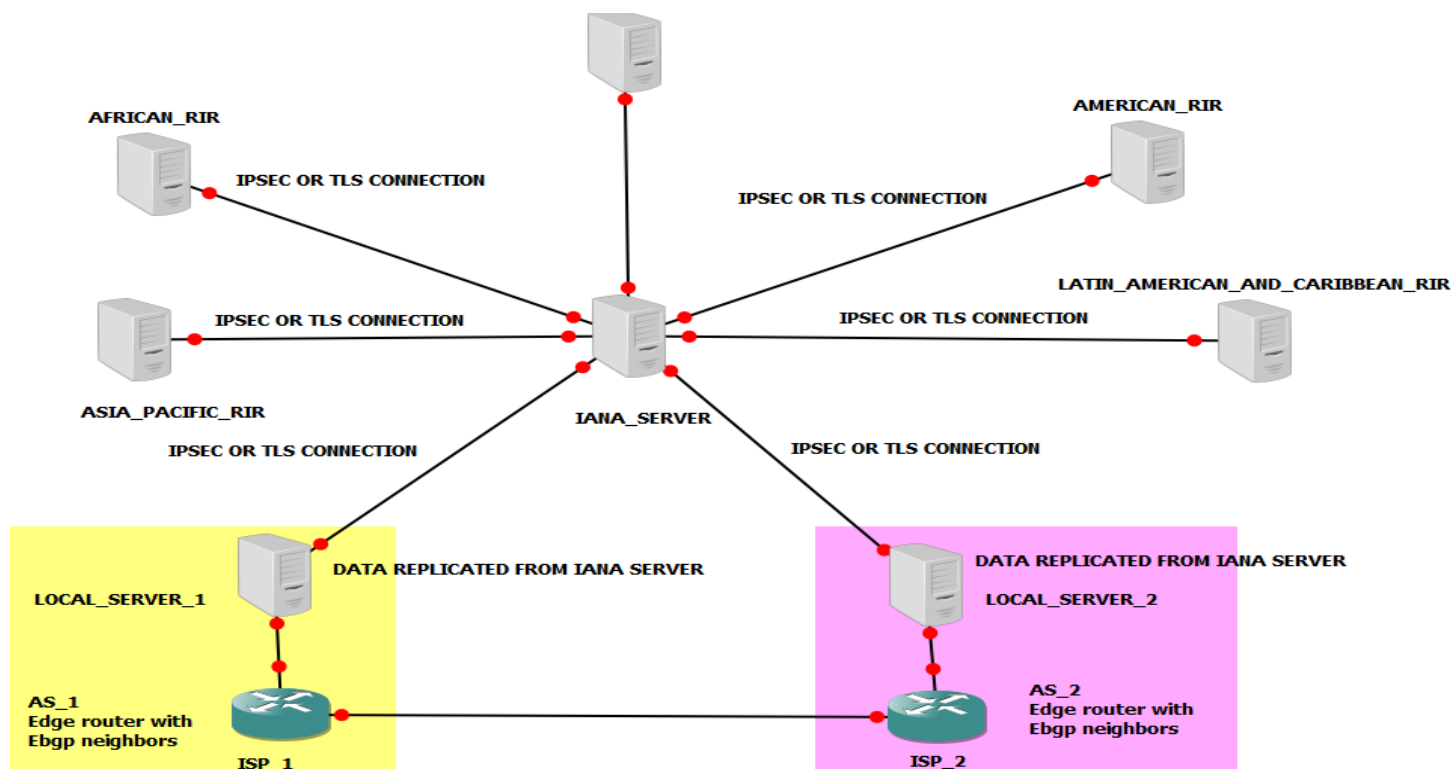 AFRICAN_RIR
AMERICAN_RIR
IPSEC OR TLS CONNECTION
IPSEC OR TLS CONNECTION
LATIN_AMERICAN_AND_CARIBBEAN_RIR
IPSEC OR TLS CONNECTION
IPSEC OR TLS CONNECTION
ASIA_PACIFIC_RIR
IANA_SERVER
IPSEC OR TLS CONNECTION
IPSEC OR TLS CONNECTION
DATA REPLICATED FROM IANA SERVER
DATA REPLICATED FROM IANA SERVER
LOCAL_SERVER_1
LOCAL_SERVER_2
AS_1
Edge router with
Ebgp neighbors
AS_2
Edge router with
Ebgp neighbors
ISP_1
ISP_2